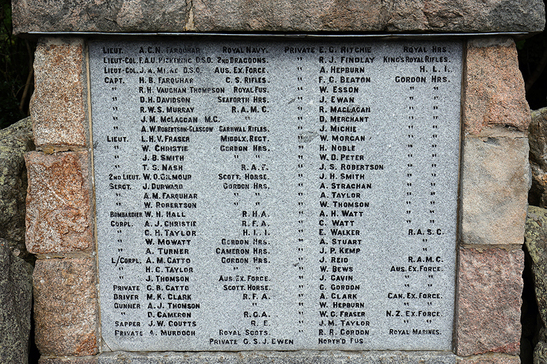 LIEUT. A.C.N. FARQUHAR ROYAL NAVY.
LIEUT-COL. F.A.U. PICKERING D.S.O. 2ND DRAGOONS.
LIEUT-COL. J.A. MILNE D.S.O. AUS. EX. FORCE.
CAPT. H.B. FARQUHAR C.S. RIFLES.
" R.H. VAUGHAN THOMPSON ROYAL FUS.
" D.H. DAVIDSON SEAFORTH HRS.
" R.W.S. MURRAY R.A.M.C.
" J.M. MCLAGGAN M.C. " "
" A.W. ROBERTSON-GLASGOW GARHWAL RIFLES.
LIEUT. L.H.V. FRASER MIDDLX. REGT.
" W. CHRISTIE GORDON HRS.
" J.B. SMITH " "
" T.S. NASH R.A.F.
2ND LIEUT. W.O. GILMOUR SCOTT. HORSE.
SERGT. J. DURWARD GORDON HRS.
" A.M. FARQUHAR " "
" W. ROBERTSON " "
BOMBARDIER W.H. HALL R.H.A.
CORPL. A.J. CHRISTIE R.F.A.
" C.H. TAYLOR H.L.I.
" W. MOWATT GORDON HRS.
" A. TURNER CAMERON HRS.
L/CORPL. A.M. CATTO GORDON HRS.
" H.C. TAYLOR " "
" J. THOMSON AUS. EX. FORCE.
PRIVATE G.B. CATTO SCOTT. HORSE.
DRIVER M.K. CLARK R.F.A.
GUNNER A.J. THOMSON " "
" D. CAMERON R.G.A.
SAPPER J.W. COUTTS R.E.
PRIVATE A. MURDOCH ROYAL SCOTS.
PRIVATE E.G. RITCHIE ROYAL HRS.
" R.J. FINDLAY KING'S ROYAL RIFLES.
" A. HEPBURN H.L.I.
" F.C. BEATON GORDON HRS.
" W. ESSON " "
" J. EWAN " "
" R. MACLAGAN " "
" D. MERCHANT " "
" J. MICHIE " "
" W. MORGAN " "
" H. NOBLE " "
" W.D. PETER " "
" J.S. ROBERTSON " "
" J.H. SMITH " "
" A. STRACHAN " "
" A. TAYLOR " "
" W. THOMSON " "
" A.H. WATT " "
" C. WATT " "
" E. WALKER R.A.S.C.
" A. STUART " "
" J.P. KEMP " "
" J. REID R.A.M.C.
" W. BEWS AUS. EX. FORCE.
" J. GAVIN " "
" G. GORDON " "
" A. CLARK CAN. EX. FORCE.
" W. HEPBURN " "
" W.G. FRASER N.Z. EX. FORCE.
" J.M. TAYLOR " "
" R.R. GORDON ROYAL MARINES.
PRIVATE G.S.J. EWEN NORTH'D FUS